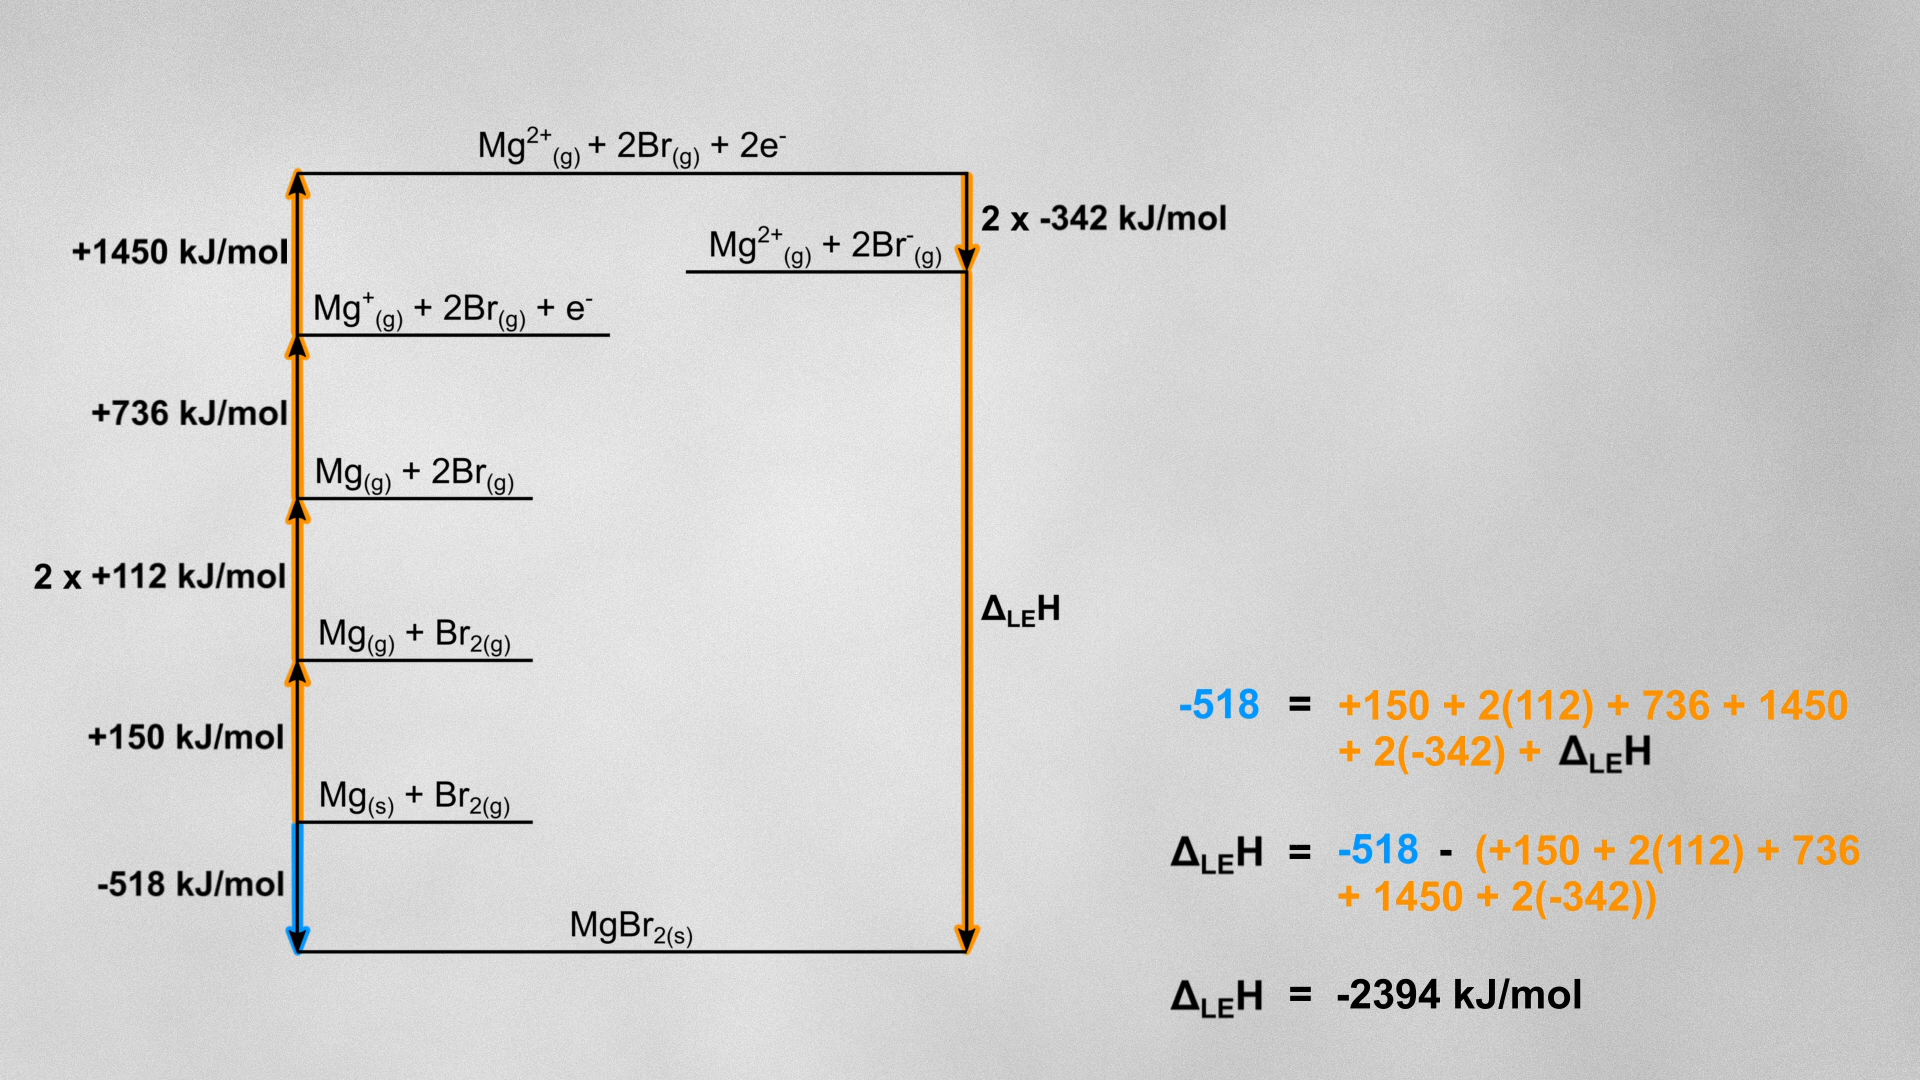 Mg²⁺(g) + 2Br(g) + 2e⁻
2 x -342 kJ/mol
Mg²⁺(g) + 2Br⁻(g)
+1450 kJ/mol
Mg⁺(g) + 2Br(g) + e⁻
+736 kJ/mol
Mg(g) + 2Br(g)
2 x +112 kJ/mol
Mg(g) + Br₂(g)
+150 kJ/mol
Mg(s) + Br₂(g)
-518 kJ/mol
MgBr₂(s)
ΔLEH
-518 = +150 + 2(112) + 736 + 1450
+ 2(-342) + ΔLEH
ΔLEH = -518 - (+150 + 2(112) + 736
+ 1450 + 2(-342))
ΔLEH = -2394 kJ/mol